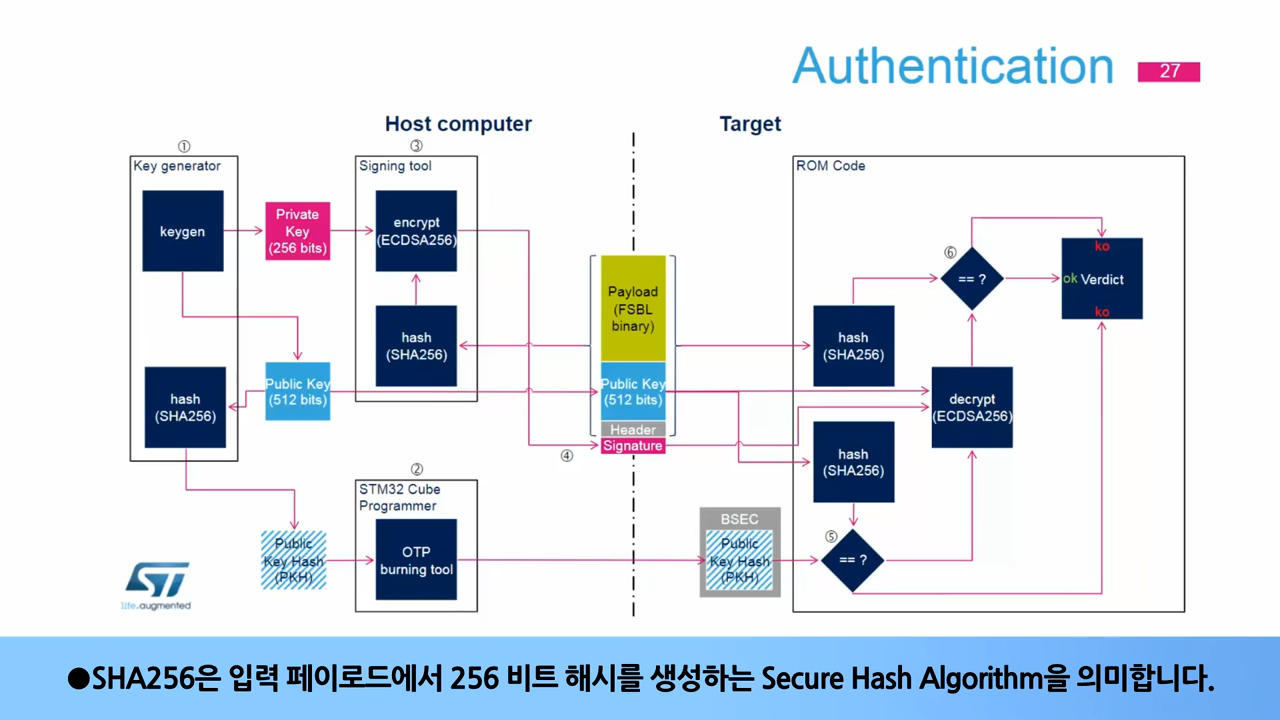 Authentication
27
Host computer
Target
①
Key generator
keygen
Private
Key
(256 bits)
③
Signing tool
encrypt
(ECDSA256)
hash
(SHA256)
hash
(SHA256)
Public Key
(512 bits)
Payload
(FSBL
binary)
Public Key
(512 bits)
Header
Signature
④
ROM Code
⑥
== ?
ko
ok Verdict
ko
hash
(SHA256)
decrypt
(ECDSA256)
hash
(SHA256)
②
STM32 Cube
Programmer
OTP
burning tool
Public
Key Hash
(PKH)
BSEC
Public
Key Hash
(PKH)
⑤
== ?
ST
life.augmented
●SHA256은 입력 페이로드에서 256 비트 해시를 생성하는 Secure Hash Algorithm을 의미합니다.